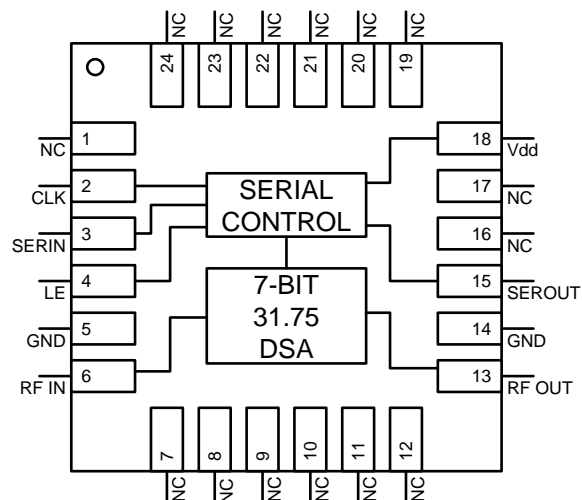 NC NC NC NC NC NC
24 23 22 21 20 19
1
NC
2
CLK
3
SERIN
4
LE
5
GND
6
RF IN
SERIAL
CONTROL
7-BIT
31.75
DSA
18
Vdd
17
NC
16
NC
15
SEROUT
14
GND
13
RF OUT
7 8 9 10 11 12
NC NC NC NC NC NC